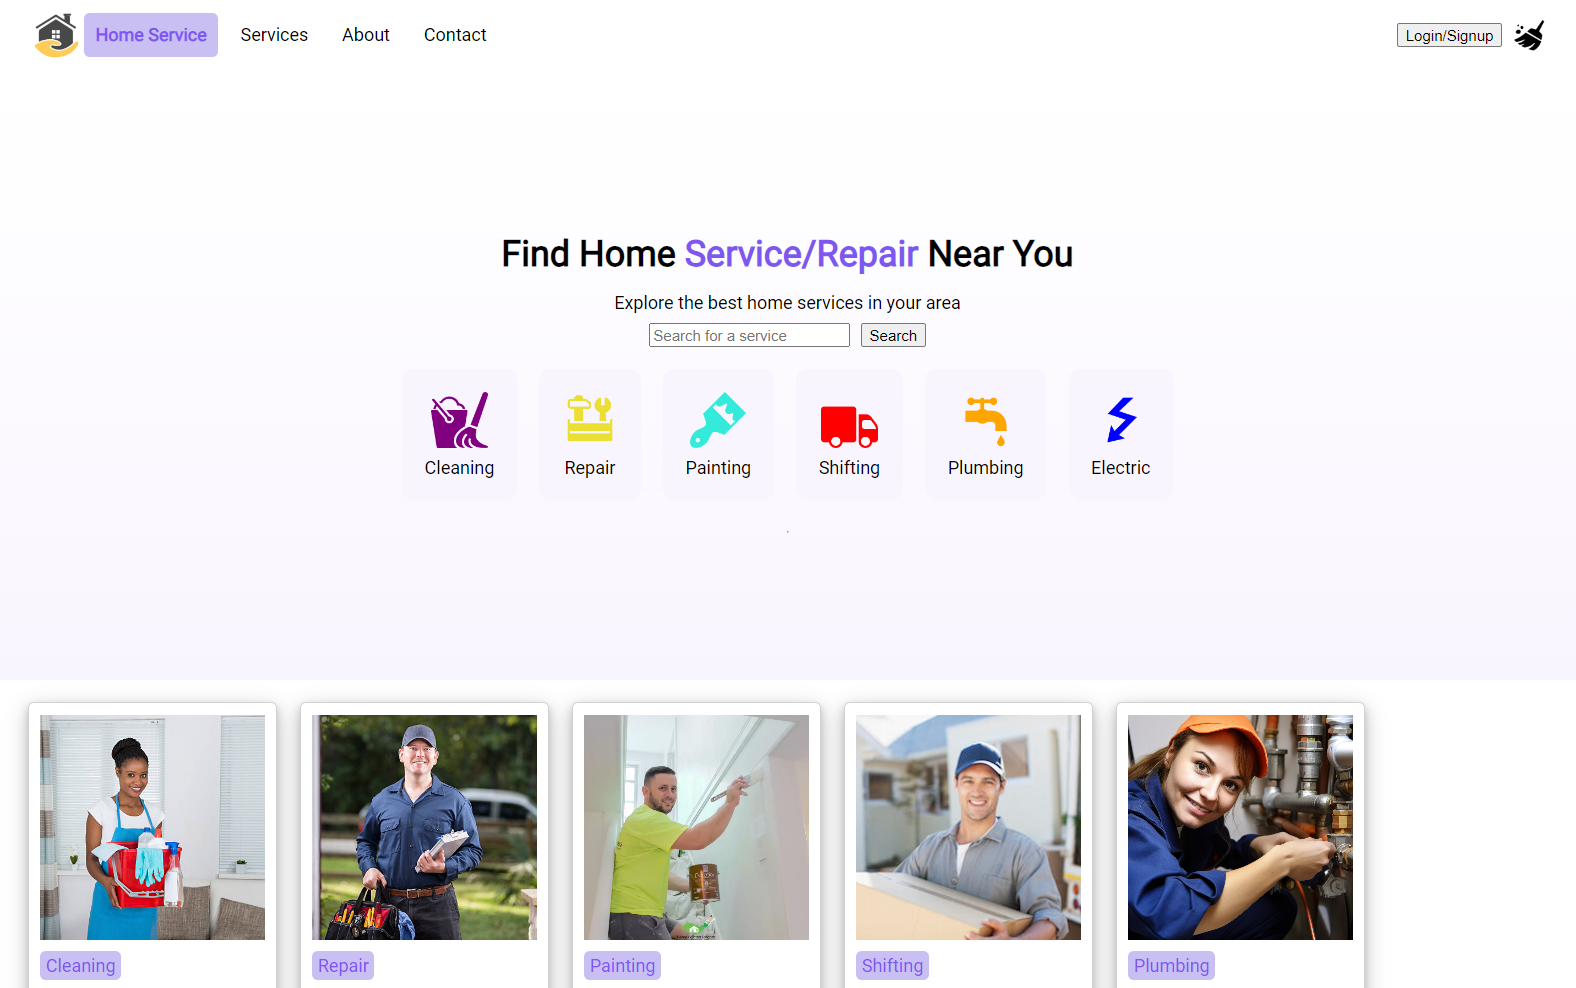 Home Service Services About Contact Login/Signup
Find Home Service/Repair Near You
Explore the best home services in your area
Search for a service Search
Cleaning Repair Painting Shifting Plumbing Electric
Cleaning Repair Painting Shifting Plumbing